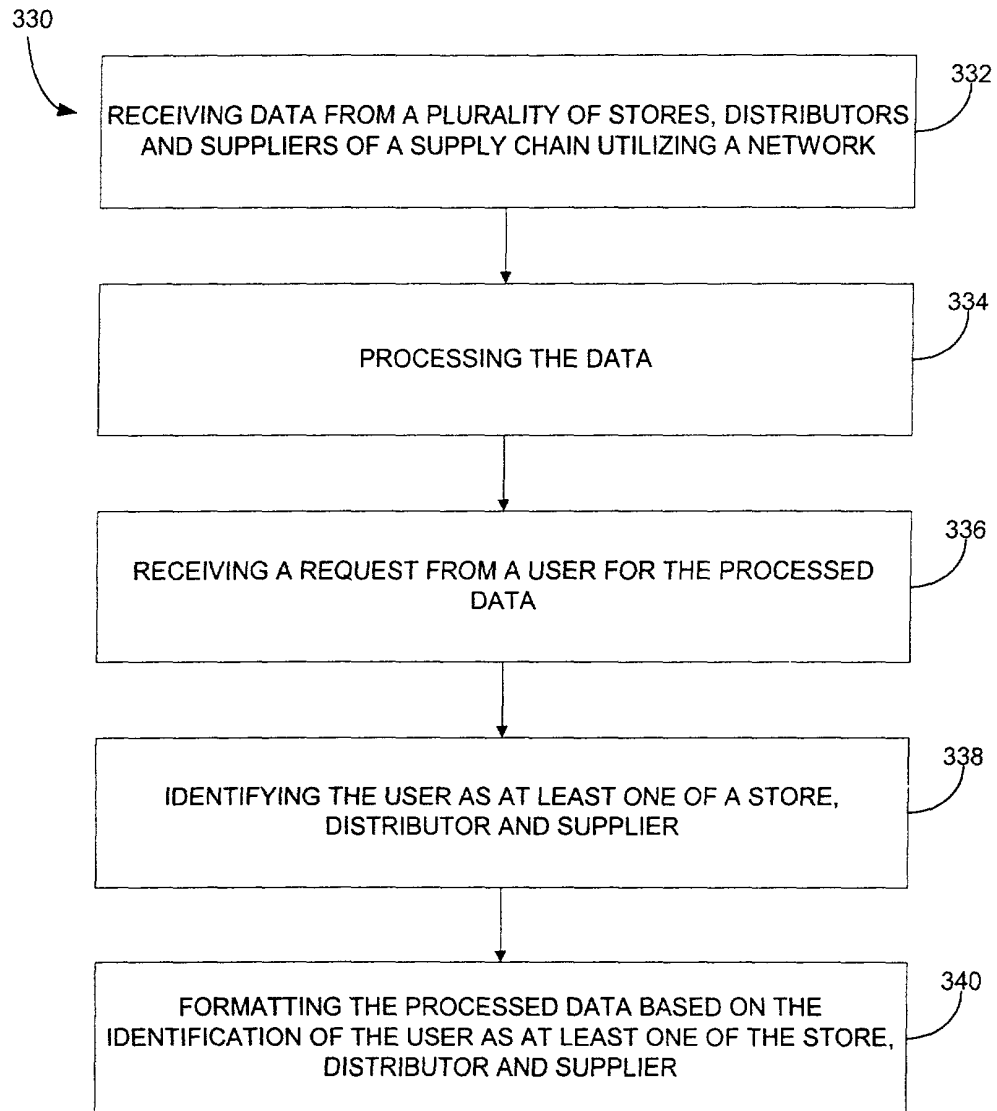 330
332
RECEIVING DATA FROM A PLURALITY OF STORES, DISTRIBUTORS
AND SUPPLIERS OF A SUPPLY CHAIN UTILIZING A NETWORK
334
PROCESSING THE DATA
336
RECEIVING A REQUEST FROM A USER FOR THE PROCESSED
DATA
338
IDENTIFYING THE USER AS AT LEAST ONE OF A STORE,
DISTRIBUTOR AND SUPPLIER
340
FORMATTING THE PROCESSED DATA BASED ON THE
IDENTIFICATION OF THE USER AS AT LEAST ONE OF THE STORE,
DISTRIBUTOR AND SUPPLIER